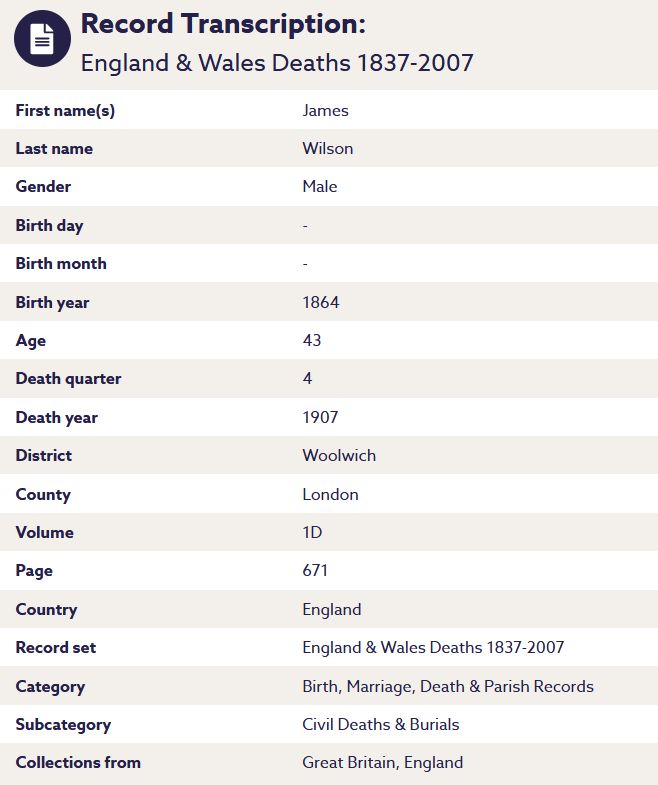 Record Transcription:
England & Wales Deaths 1837-2007
First name(s) James
Last name Wilson
Gender Male
Birth day -
Birth month -
Birth year 1864
Age 43
Death quarter 4
Death year 1907
District Woolwich
County London
Volume 1D
Page 671
Country England
Record set England & Wales Deaths 1837-2007
Category Birth, Marriage, Death & Parish Records
Subcategory Civil Deaths & Burials
Collections from Great Britain, England